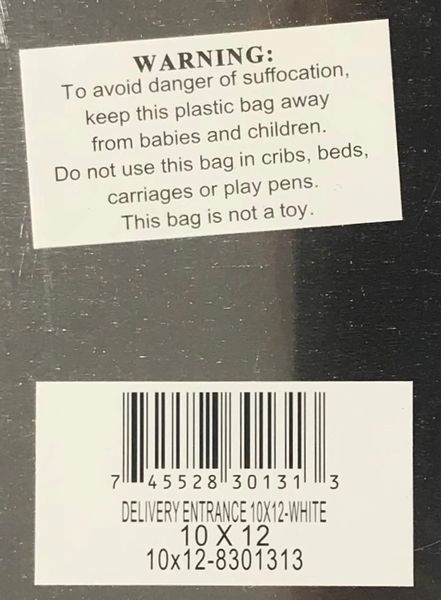 WARNING:
To avoid danger of suffocation,
keep this plastic bag away
from babies and children.
Do not use this bag in cribs, beds,
carriages or play pens.
This bag is not a toy.
7 45528 30131 3
DELIVERY ENTRANCE 10X12-WHITE
10 X 12
10x12-8301313